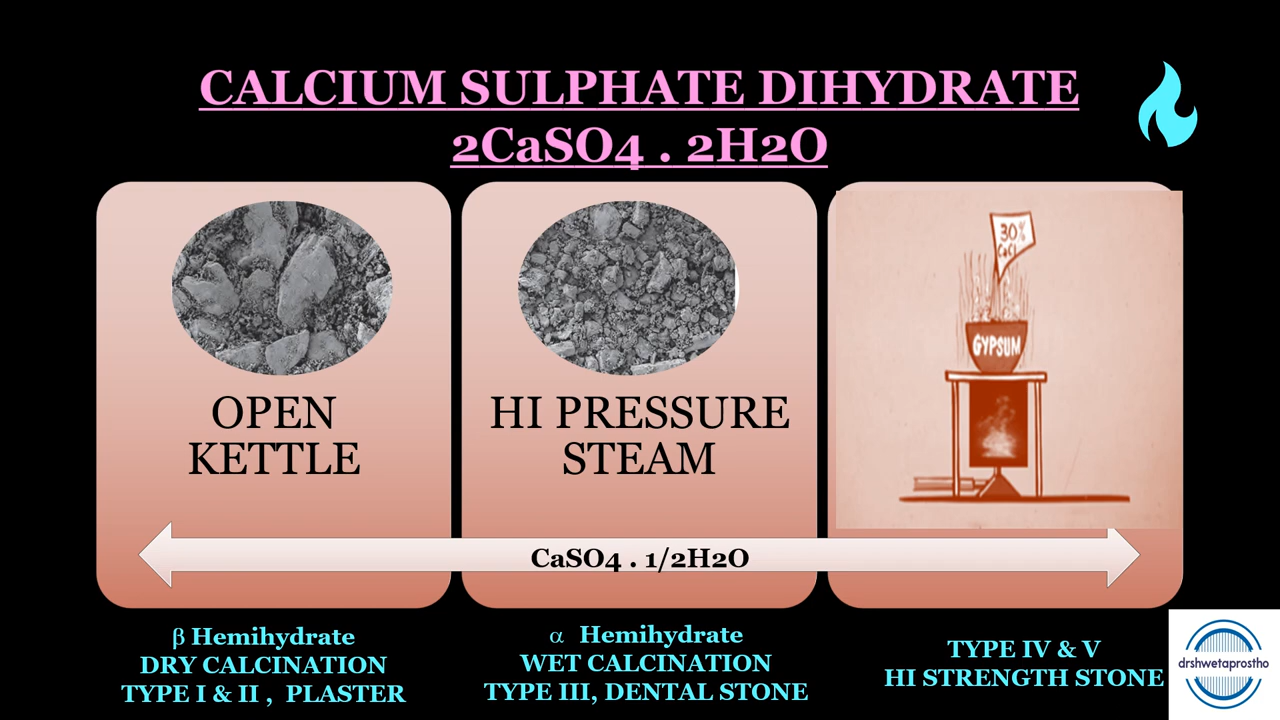 CALCIUM SULPHATE DIHYDRATE
2CaSO4 . 2H2O
30%
CaCl
GYPSUM
OPEN
KETTLE
HI PRESSURE
STEAM
CaSO4 . 1/2H2O
β Hemihydrate
DRY CALCINATION
TYPE I & II , PLASTER
α Hemihydrate
WET CALCINATION
TYPE III, DENTAL STONE
TYPE IV & V
HI STRENGTH STONE
drshwetaprostho